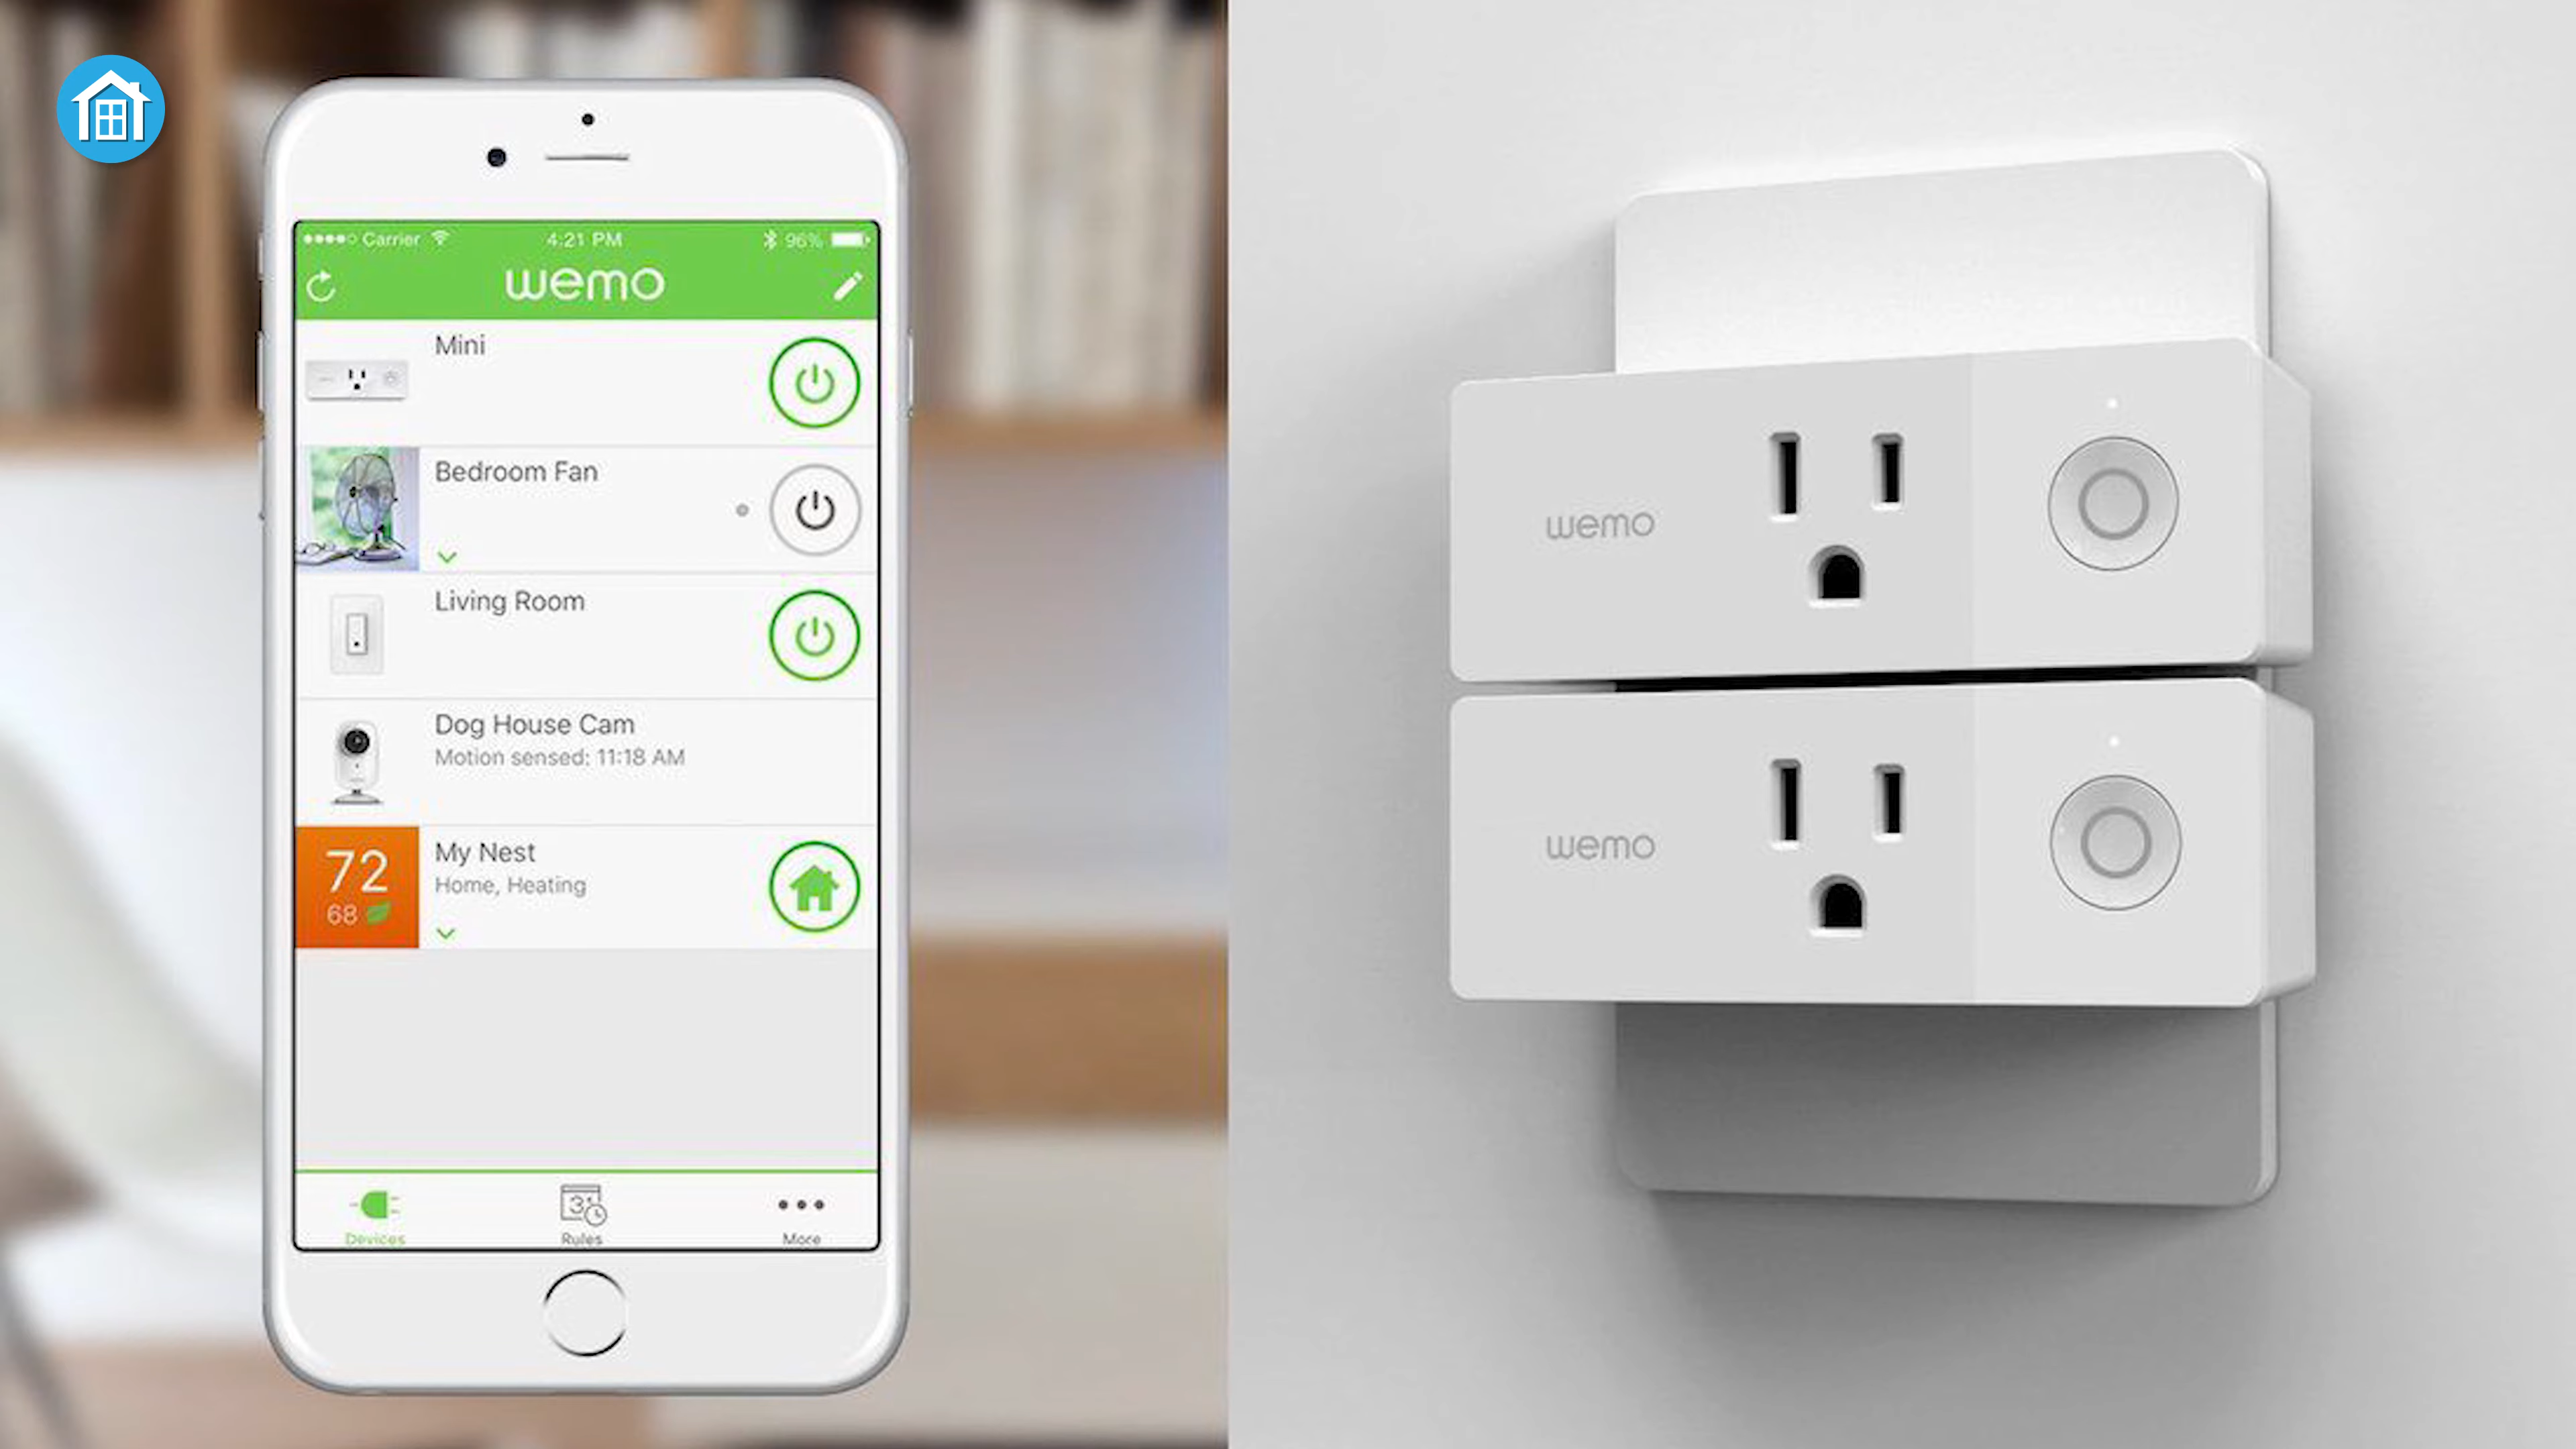 Carrier 4:21 PM 96%
wemo
Mini
Bedroom Fan
Living Room
Dog House Cam
Motion sensed: 11:18 AM
72
68
My Nest
Home, Heating
31
Devices
Rules
More
wemo
wemo